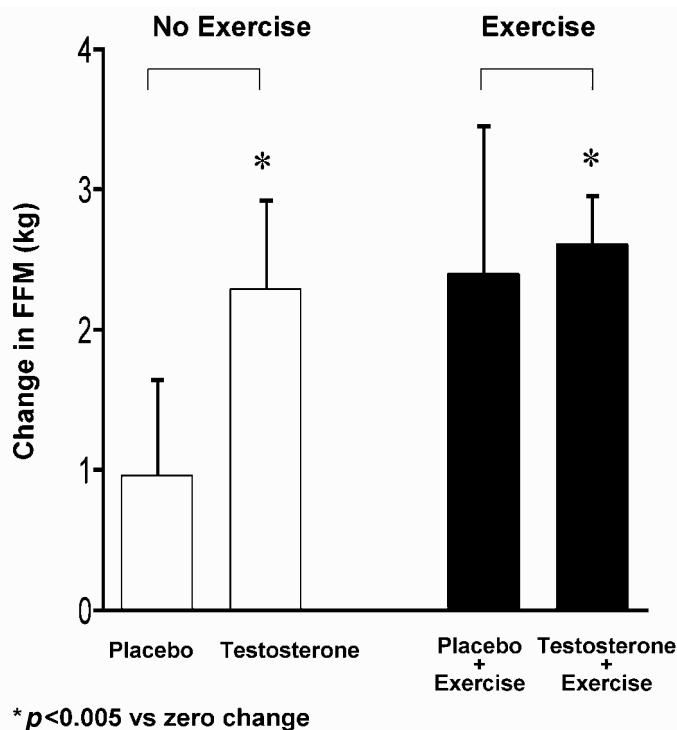 No Exercise Exercise
Change in FFM (kg)
4
3
2
1
0
*
*
Placebo Testosterone Placebo + Exercise Testosterone + Exercise
* p<0.005 vs zero change